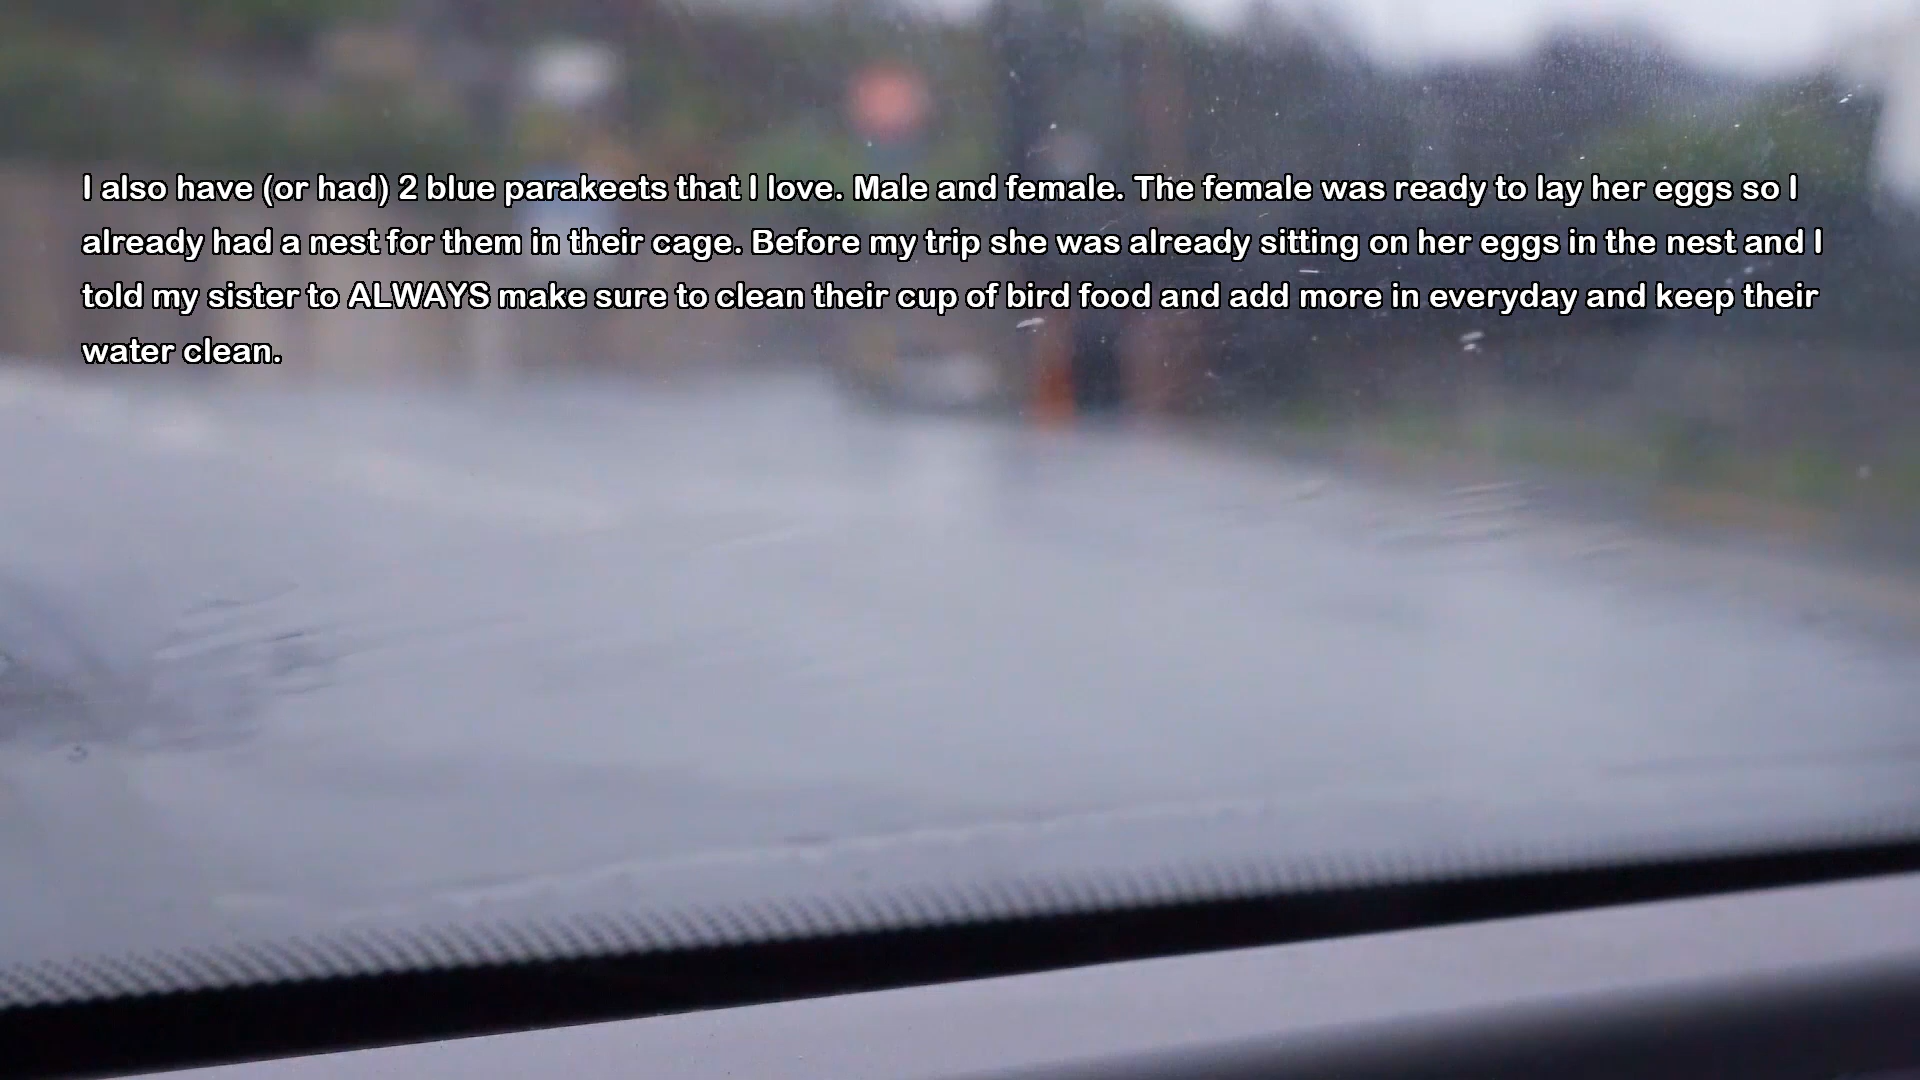 I also have (or had) 2 blue parakeets that I love. Male and female. The female was ready to lay her eggs so I
already had a nest for them in their cage. Before my trip she was already sitting on her eggs in the nest and I
told my sister to ALWAYS make sure to clean their cup of bird food and add more in everyday and keep their
water clean.